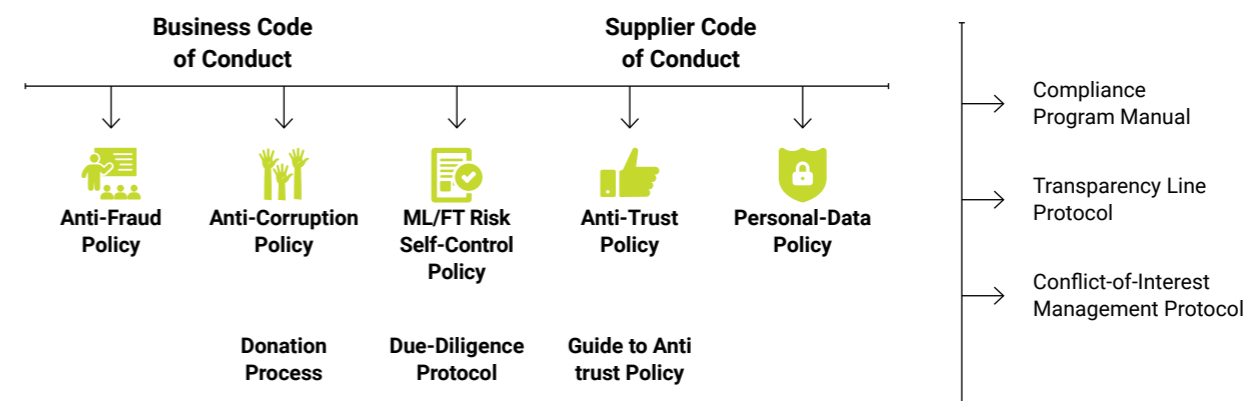 Business Code
of Conduct
Supplier Code
of Conduct
Anti-Fraud
Policy
Anti-Corruption
Policy
ML/FT Risk
Self-Control
Policy
Anti-Trust
Policy
Personal-Data
Policy
Donation
Process
Due-Diligence
Protocol
Guide to Anti
trust Policy
Compliance
Program Manual
Transparency Line
Protocol
Conflict-of-Interest
Management Protocol